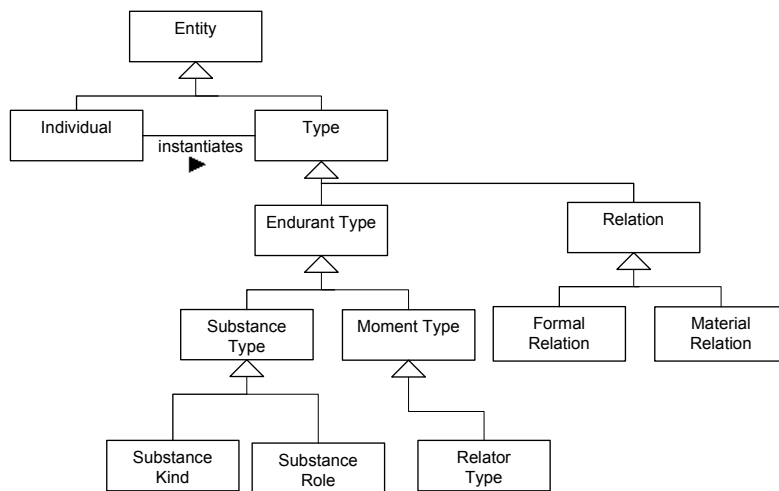 Entity
Individual
Type
instantiates
Endurant Type
Relation
Substance
Type
Moment Type
Formal
Relation
Material
Relation
Substance
Kind
Substance
Role
Relator
Type